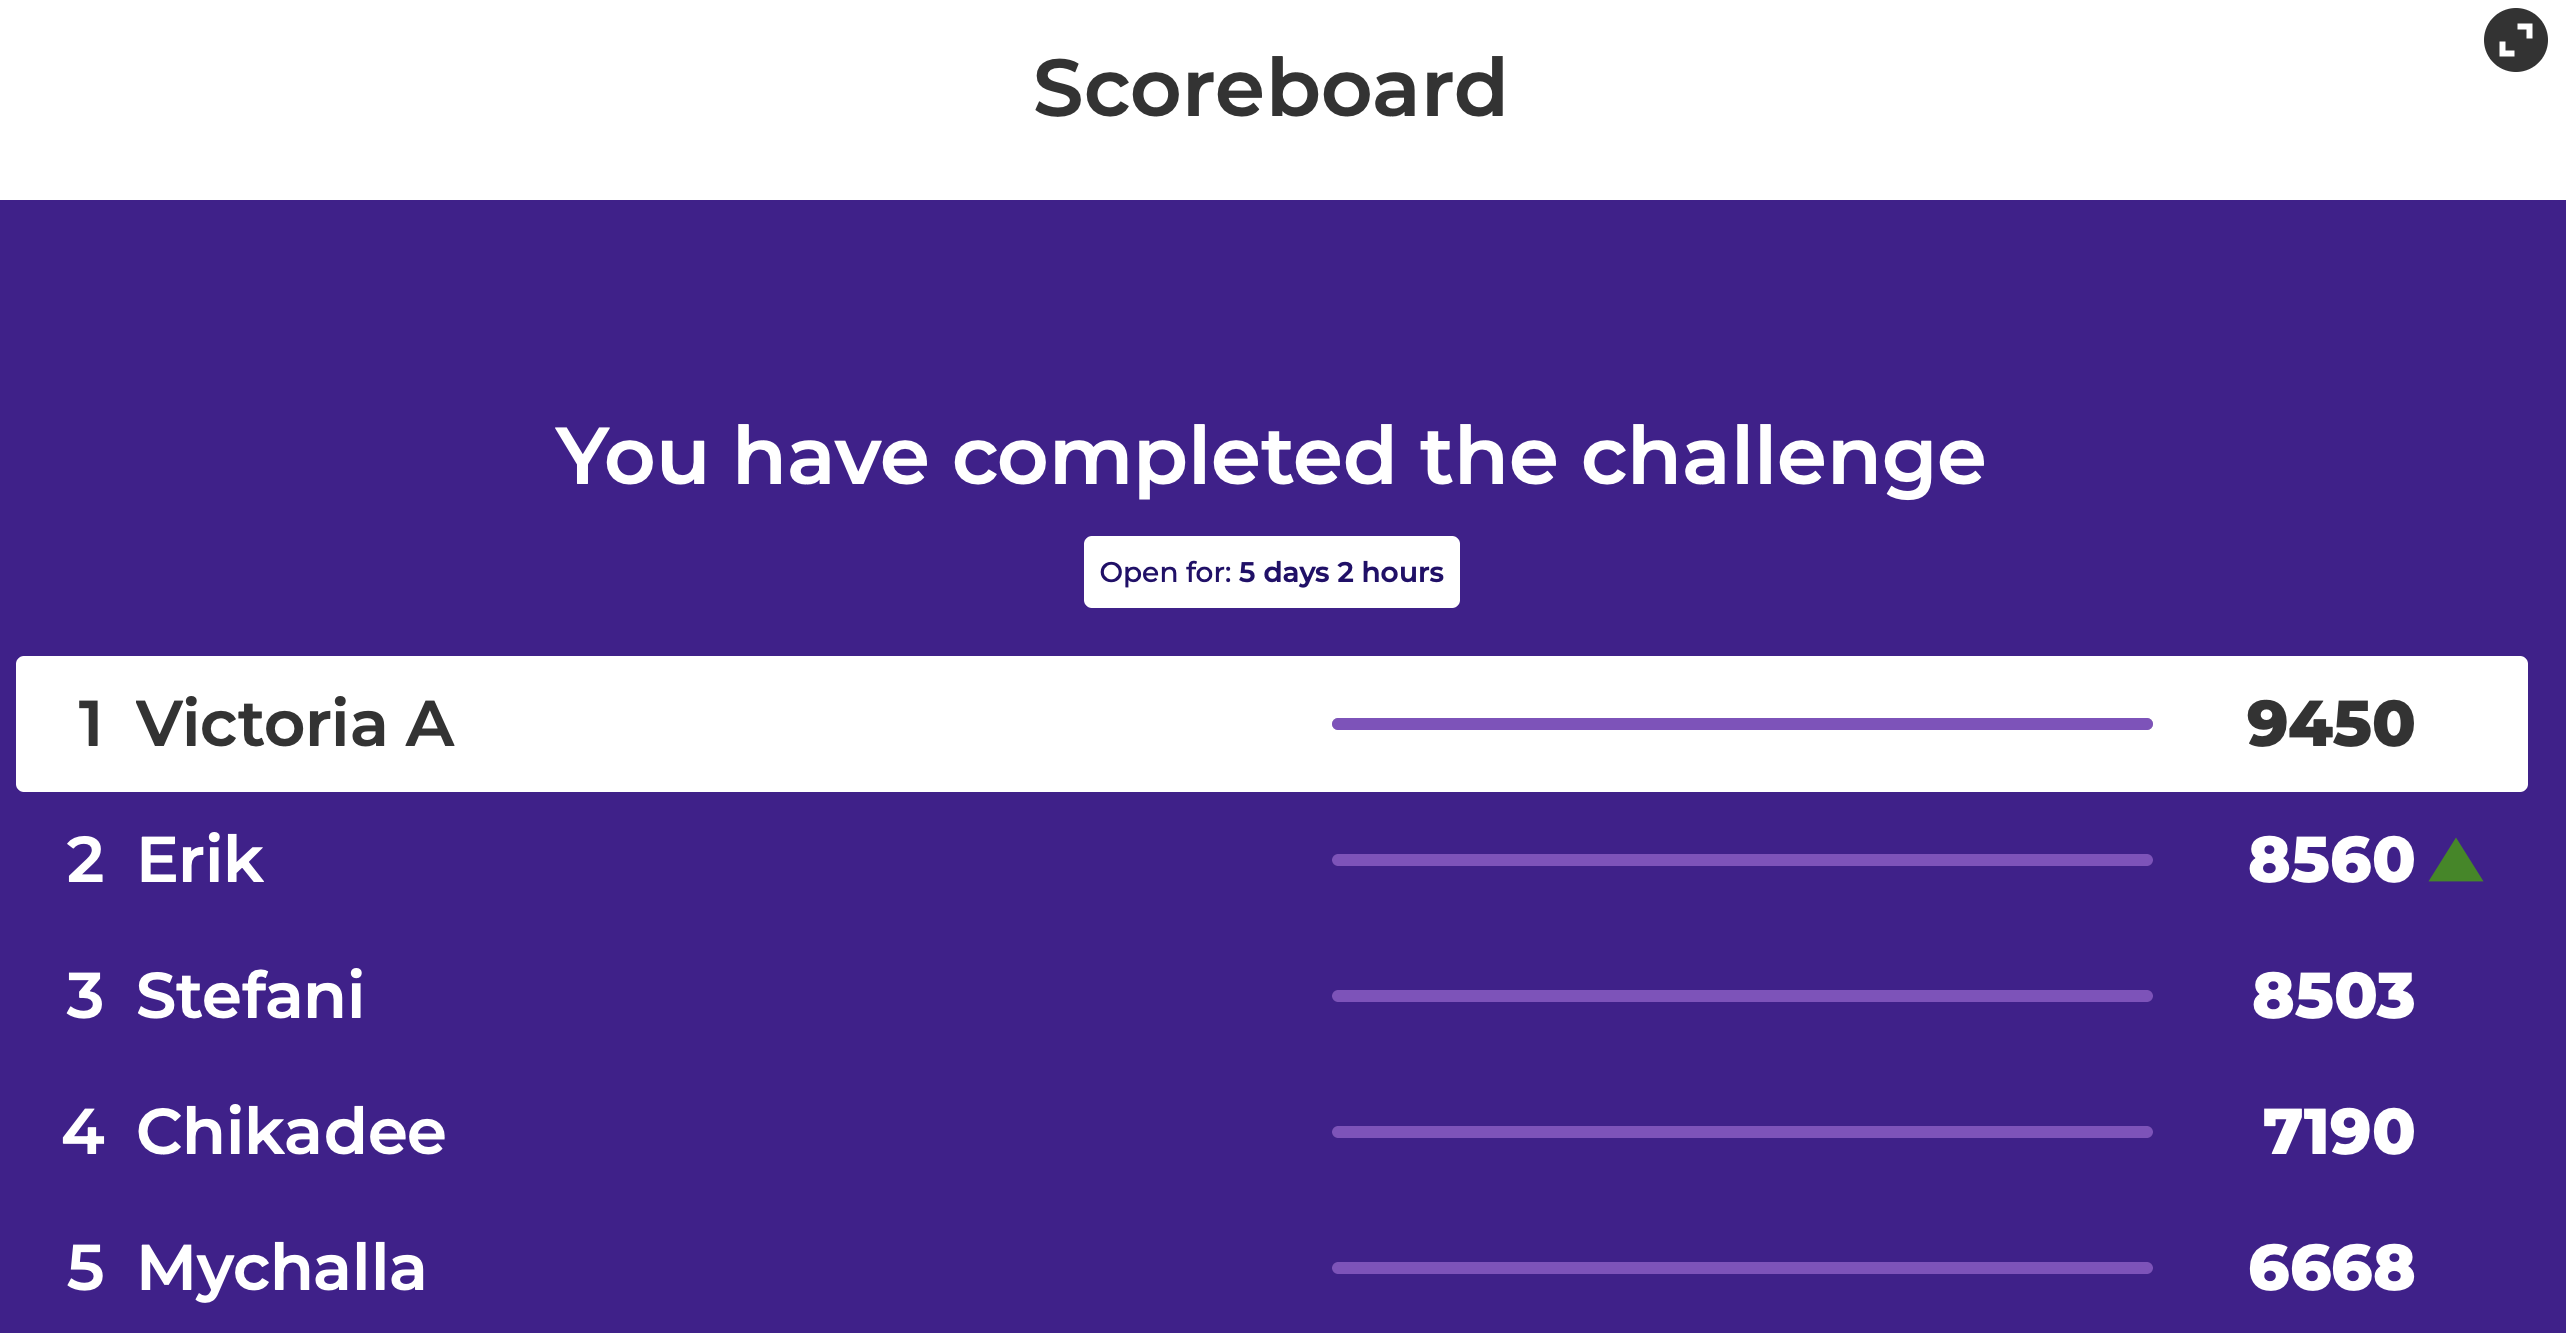 Scoreboard
You have completed the challenge
Open for: 5 days 2 hours
1 Victoria A 9450
2 Erik 8560
3 Stefani 8503
4 Chikadee 7190
5 Mychalla 6668